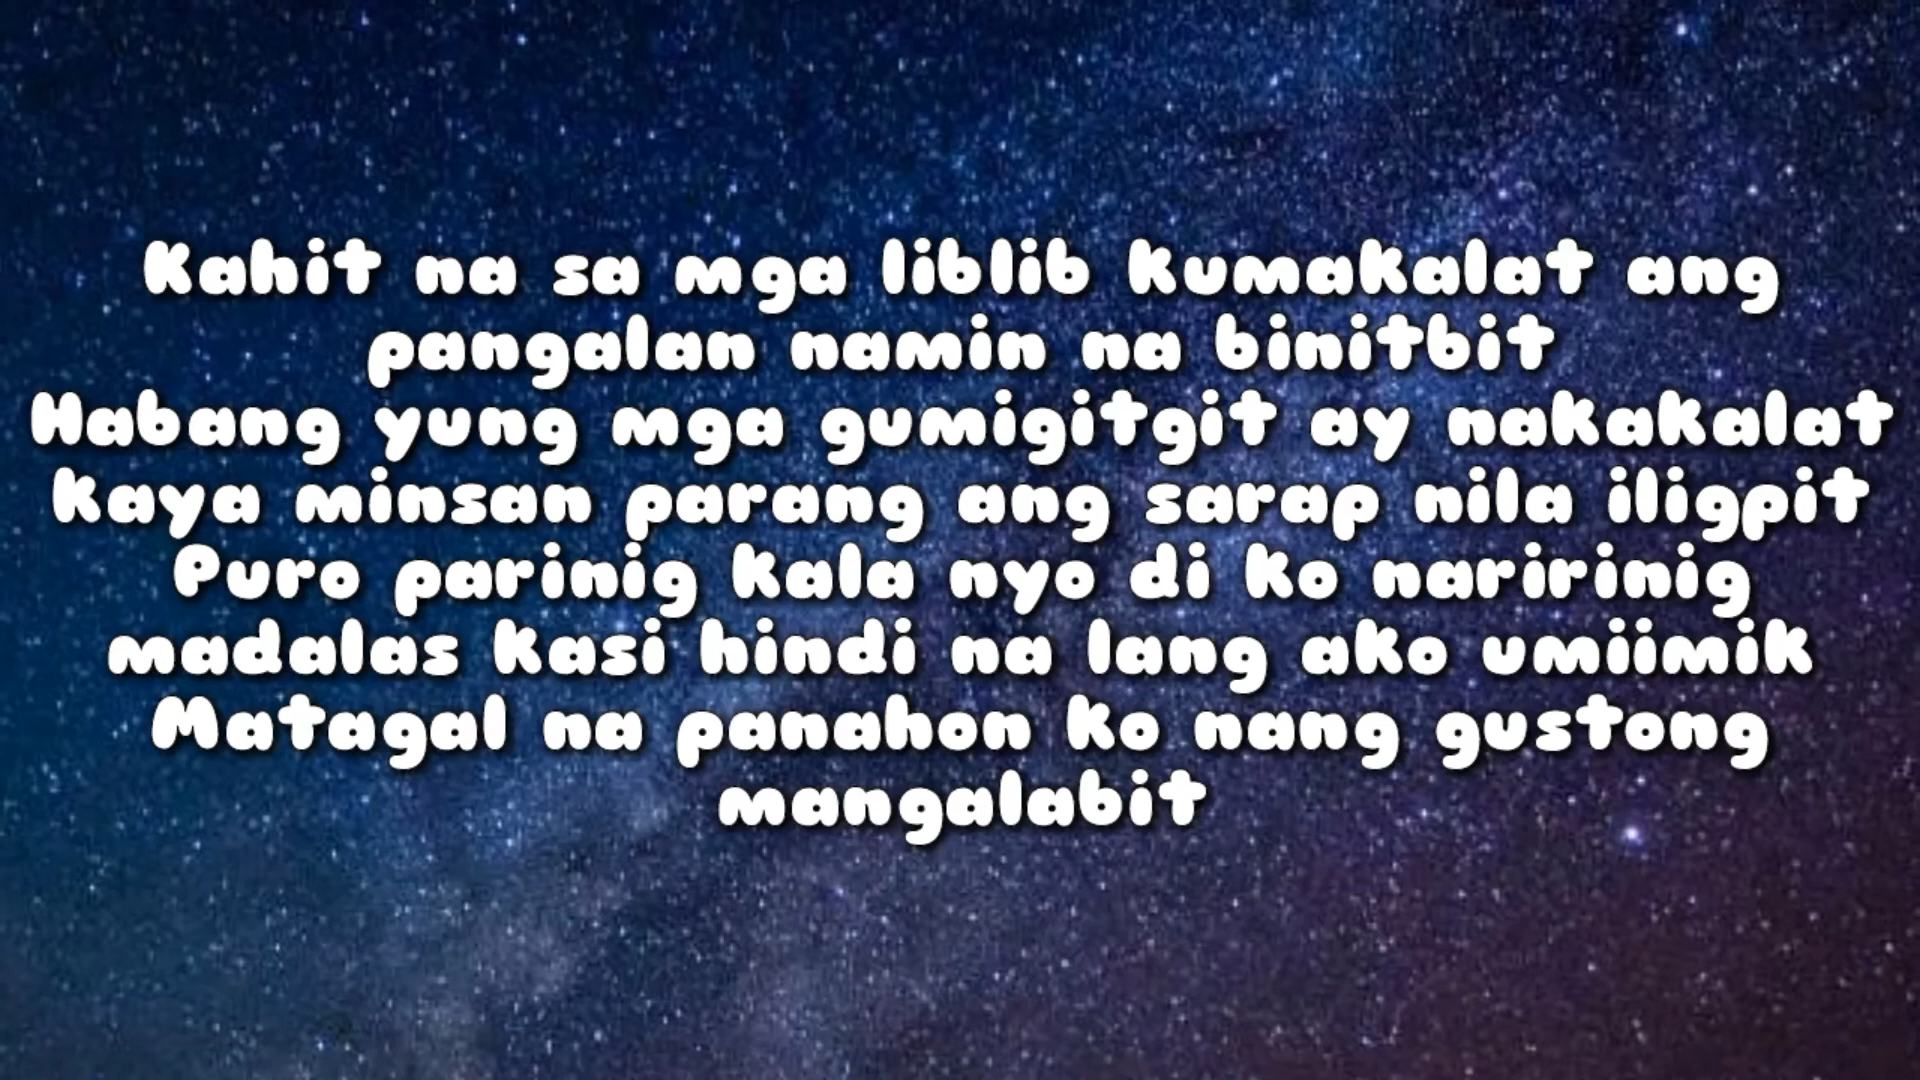 Kahit na sa mga liblib kumakalat ang
pangalan namin na binitbit
Habang yung mga gumigitgit ay nakakalat
kaya minsan parang ang sarap nila iligpit
Puro parinig kala nyo di ko naririnig
madalas kasi hindi na lang ako umiimik
Matagal na panahon ko nang gustong
mangalabit